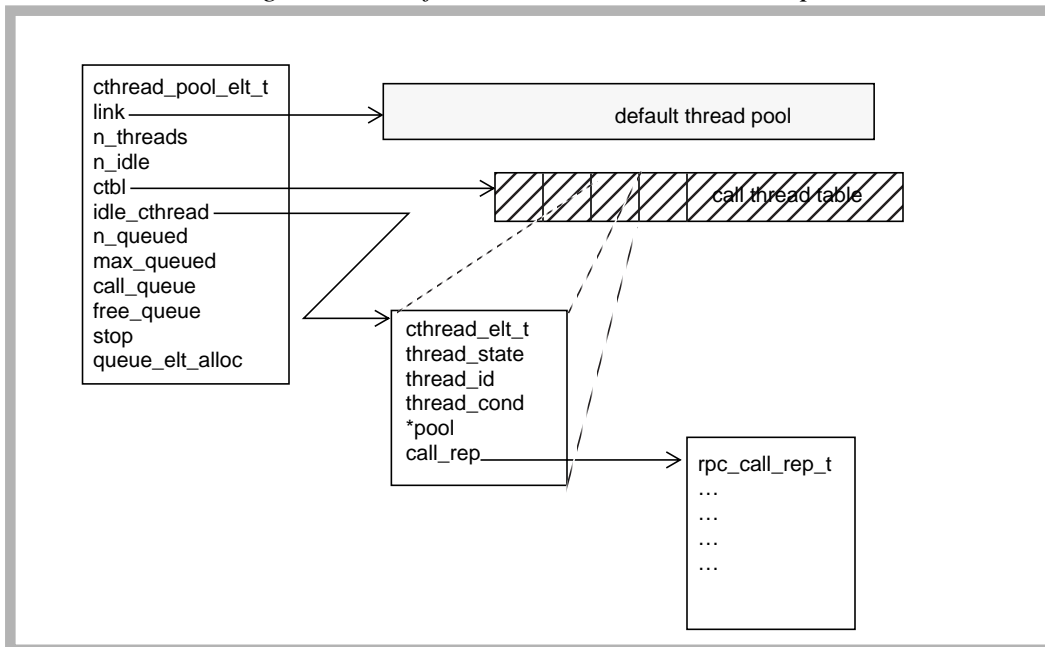 cthread_pool_elt_t
link
n_threads
n_idle
ctbl
idle_cthread
n_queued
max_queued
call_queue
free_queue
stop
queue_elt_alloc
default thread pool
call thread table
cthread_elt_t
thread_state
thread_id
thread_cond
*pool
call_rep
rpc_call_rep_t
…
…
…
…